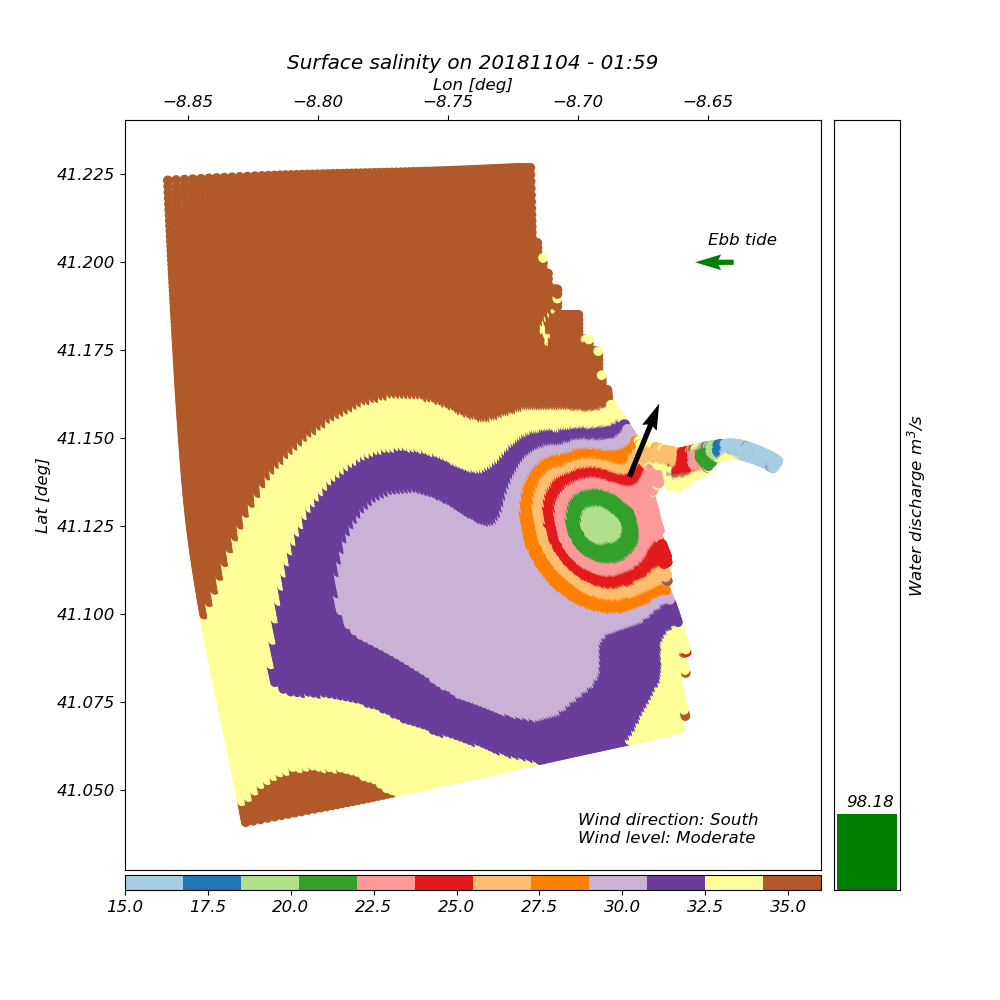 Surface salinity on 20181104 - 01:59
Lon [deg]
−8.85 −8.80 −8.75 −8.70 −8.65
41.225
41.200
41.175
41.150
41.125
41.100
41.075
41.050
Lat [deg]
Ebb tide
Wind direction: South
Wind level: Moderate
98.18
Water discharge m³/s
15.0 17.5 20.0 22.5 25.0 27.5 30.0 32.5 35.0